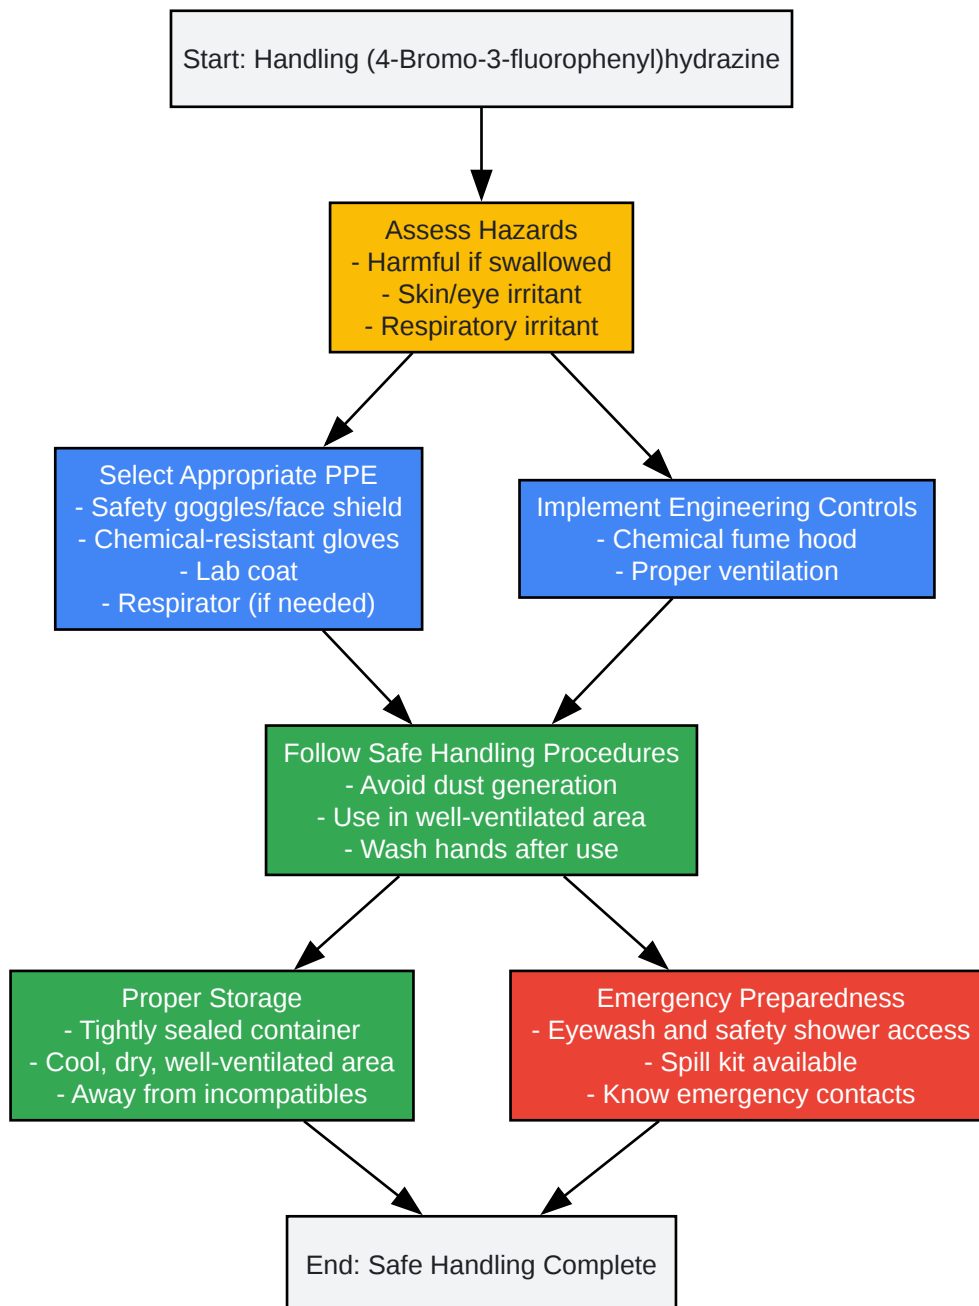 Start: Handling (4-Bromo-3-fluorophenyl)hydrazine
Assess Hazards
- Harmful if swallowed
- Skin/eye irritant
- Respiratory irritant
Select Appropriate PPE
- Safety goggles/face shield
- Chemical-resistant gloves
- Lab coat
- Respirator (if needed)
Implement Engineering Controls
- Chemical fume hood
- Proper ventilation
Follow Safe Handling Procedures
- Avoid dust generation
- Use in well-ventilated area
- Wash hands after use
Proper Storage
- Tightly sealed container
- Cool, dry, well-ventilated area
- Away from incompatibles
Emergency Preparedness
- Eyewash and safety shower access
- Spill kit available
- Know emergency contacts
End: Safe Handling Complete